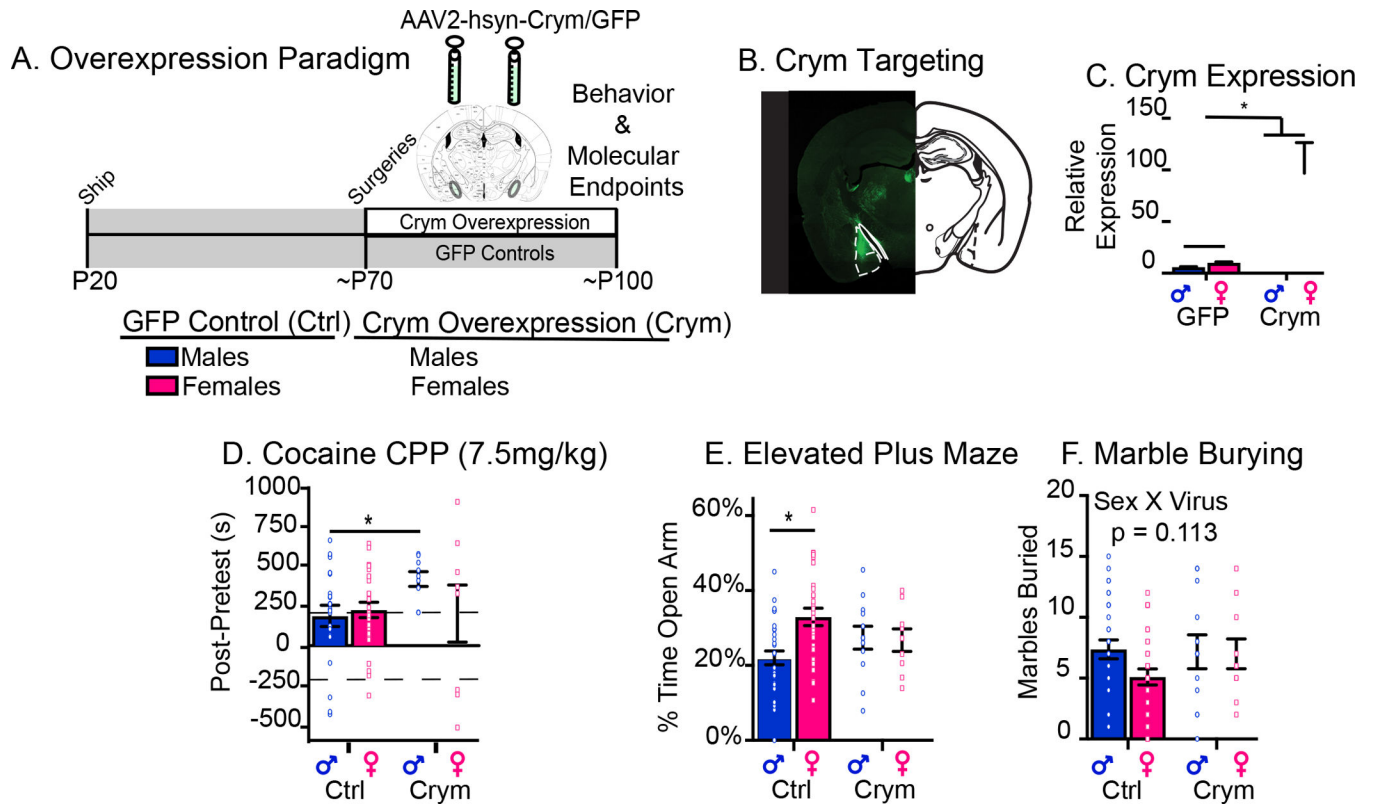 AAV2-hsyn-Crym/GFP
A. Overexpression Paradigm
Behavior
&
Molecular
Endpoints
Ship
Surgeries
Crym Overexpression
GFP Controls
P20
~P70
~P100
GFP Control (Ctrl)
Crym Overexpression (Crym)
Males
Males
Females
Females
B. Crym Targeting
C. Crym Expression
Relative
Expression
150
100
50
0
*
♂
♀
♂
♀
GFP
Crym
D. Cocaine CPP (7.5mg/kg)
Post-Pretest (s)
1000
750
500
250
0
-250
-500
*
♂
♀
♂
♀
Ctrl
Crym
E. Elevated Plus Maze
% Time Open Arm
60%
40%
20%
0%
*
♂
♀
♂
♀
Ctrl
Crym
F. Marble Burying
Marbles Buried
20
15
10
5
0
Sex X Virus
p = 0.113
♂
♀
♂
♀
Ctrl
Crym